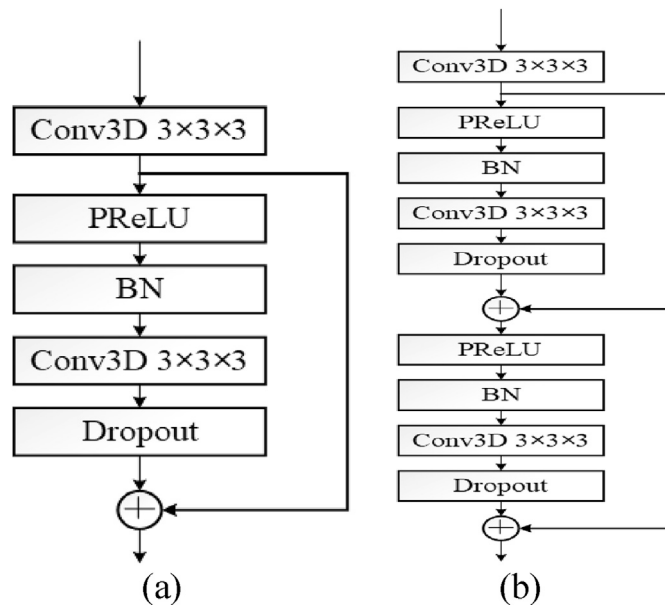 Conv3D 3×3×3
PReLU
BN
Conv3D 3×3×3
Dropout
(a)
Conv3D 3×3×3
PReLU
BN
Conv3D 3×3×3
Dropout
PReLU
BN
Conv3D 3×3×3
Dropout
(b)